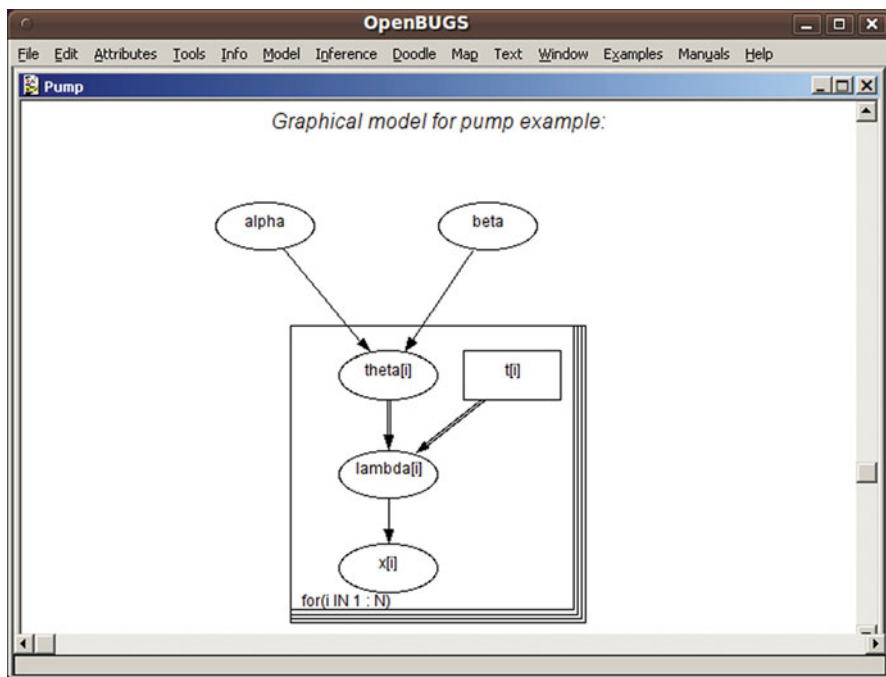 OpenBUGS
File Edit Attributes Tools Info Model Inference Doodle Map Text Window Examples Manuals Help
Pump
Graphical model for pump example:
alpha beta
theta[i] t[i]
lambda[i]
x[i]
for(i IN 1 : N)